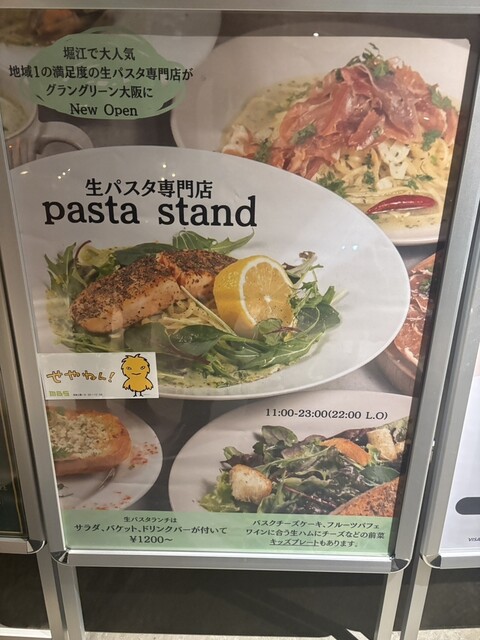 堀江で大人気
地域1の満足度の生パスタ専門店が
グラングリーン大阪に
New Open
生パスタ専門店
pasta stand
せやねん!
11:00-23:00(22:00 L.O)
生パスタランチは
サラダ、バケット、ドリンクバーが付いて
¥1200~
バスクチーズケーキ、フルーツパフェ
ワインに合う生ハムにチーズなどの前菜
キッズプレートもあります。
VISA